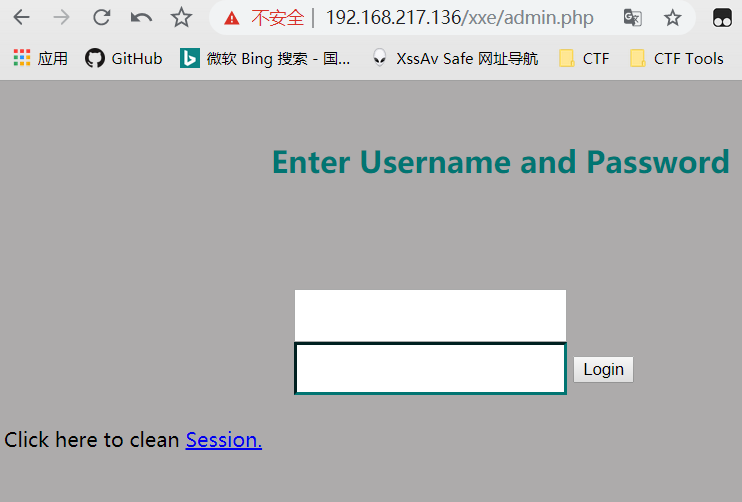 不安全 | 192.168.217.136/xxe/admin.php
应用 GitHub 微软 Bing 搜索 - 国... XssAv Safe 网址导航 CTF CTF Tools
Enter Username and Password
Login
Click here to clean Session.